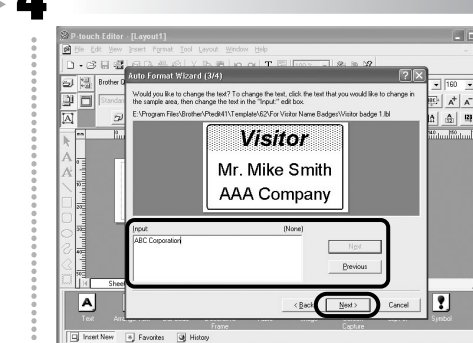 4
P-touch Editor - [Layout1]
File Edit View Insert Format Tool Layout Window Help
160
Auto Format Wizard (3/4)
Would you like to change the text? To change the text, click the text that you would like to change in
the sample area, then change the text in the "Input:" edit box.
E:\Program Files\Brother\Ptedit41\Template\62\For Visitor Name Badges\Visitor badge 1.lbl
Visitor
Mr. Mike Smith
AAA Company
Input: (None)
ABC Corporation
Next
Previous
< Back Next > Cancel
Sheet
Text
Frame
Capture
Symbol
Insert New Favorites History